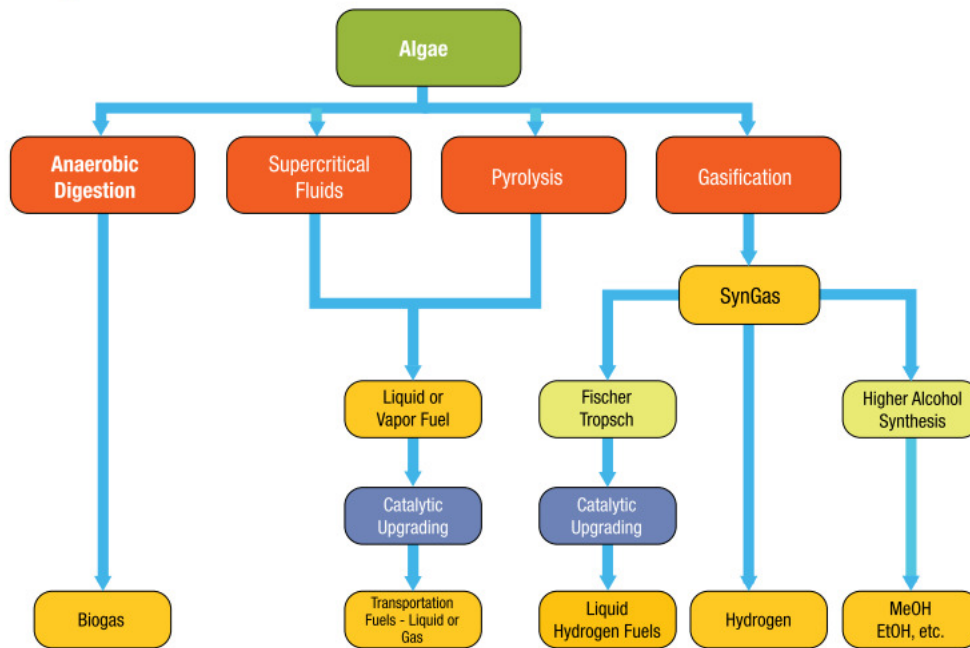 Algae
Anaerobic
Digestion
Supercritical
Fluids
Pyrolysis
Gasification
SynGas
Liquid or
Vapor Fuel
Fischer
Tropsch
Higher Alcohol
Synthesis
Catalytic
Upgrading
Catalytic
Upgrading
Biogas
Transportation
Fuels - Liquid or
Gas
Liquid
Hydrogen Fuels
Hydrogen
MeOH
EtOH, etc.